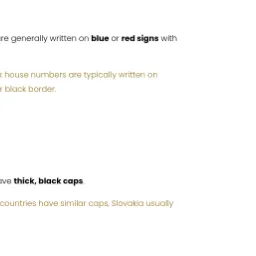 re generally written on blue or red signs with
k house numbers are typically written on
r black border.
ave thick, black caps.
countries have similar caps, Slovakia usually